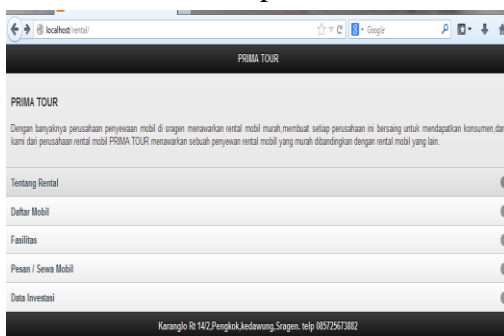 localhost/rental/
Google
PRIMA TOUR
PRIMA TOUR
Dengan banyaknya perusahaan penyewaan mobil di sragen menawarkan rental mobil murah,membuat setiap perusahaan ini bersaing untuk mendapatkan konsumen,dan
kami dari perusahaan rental mobil PRIMA TOUR menawarkan sebuah penyewan rental mobill yang murah dibandingkan dengan rental mobil yang lain.
Tentang Rental
Daftar Mobil
Fasilitas
Pesan / Sewa Mobil
Data Investasi
Karanglo Rt 14/2,Pengkok,kedawung,Sragen. telp 085725673882